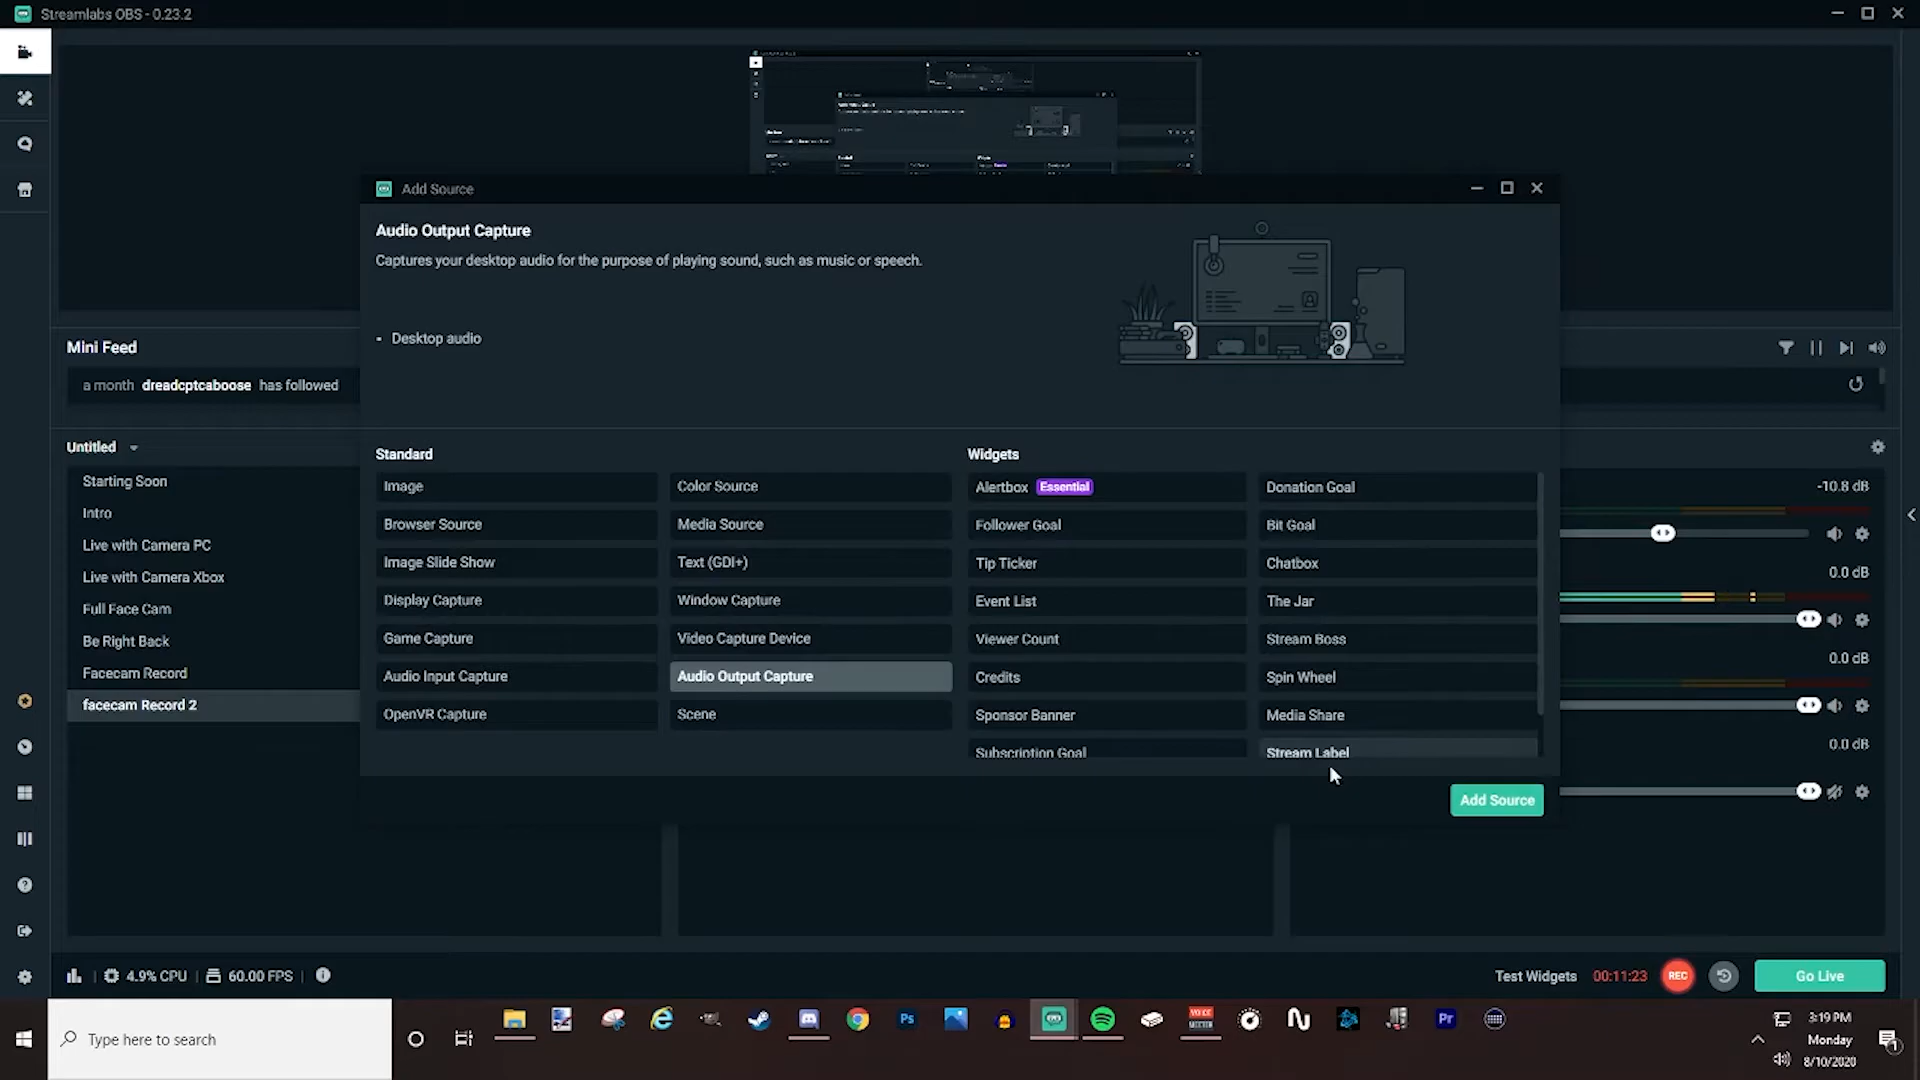 Streamlabs OBS - 0.23.2
Add Source
Audio Output Capture
Captures your desktop audio for the purpose of playing sound, such as music or speech.
Desktop audio
Mini Feed
a month dreadcptcaboose has followed
Untitled
Starting Soon
Intro
Live with Camera PC
Live with Camera Xbox
Full Face Cam
Be Right Back
Facecam Record
facecam Record 2
Standard
Image
Color Source
Browser Source
Media Source
Image Slide Show
Text (GDI+)
Display Capture
Window Capture
Game Capture
Video Capture Device
Audio Input Capture
Audio Output Capture
OpenVR Capture
Scene
Widgets
Alertbox Essential
Donation Goal
Follower Goal
Bit Goal
Tip Ticker
Chatbox
Event List
The Jar
Viewer Count
Stream Boss
Credits
Spin Wheel
Sponsor Banner
Media Share
Subscription Goal
Stream Label
Add Source
-10.8 dB
0.0 dB
0.0 dB
0.0 dB
4.9% CPU
60.00 FPS
Test Widgets
00:11:23
REC
Go Live
Type here to search
Ps
VOICE
Pr
3:19 PM
Monday
8/10/2020
1